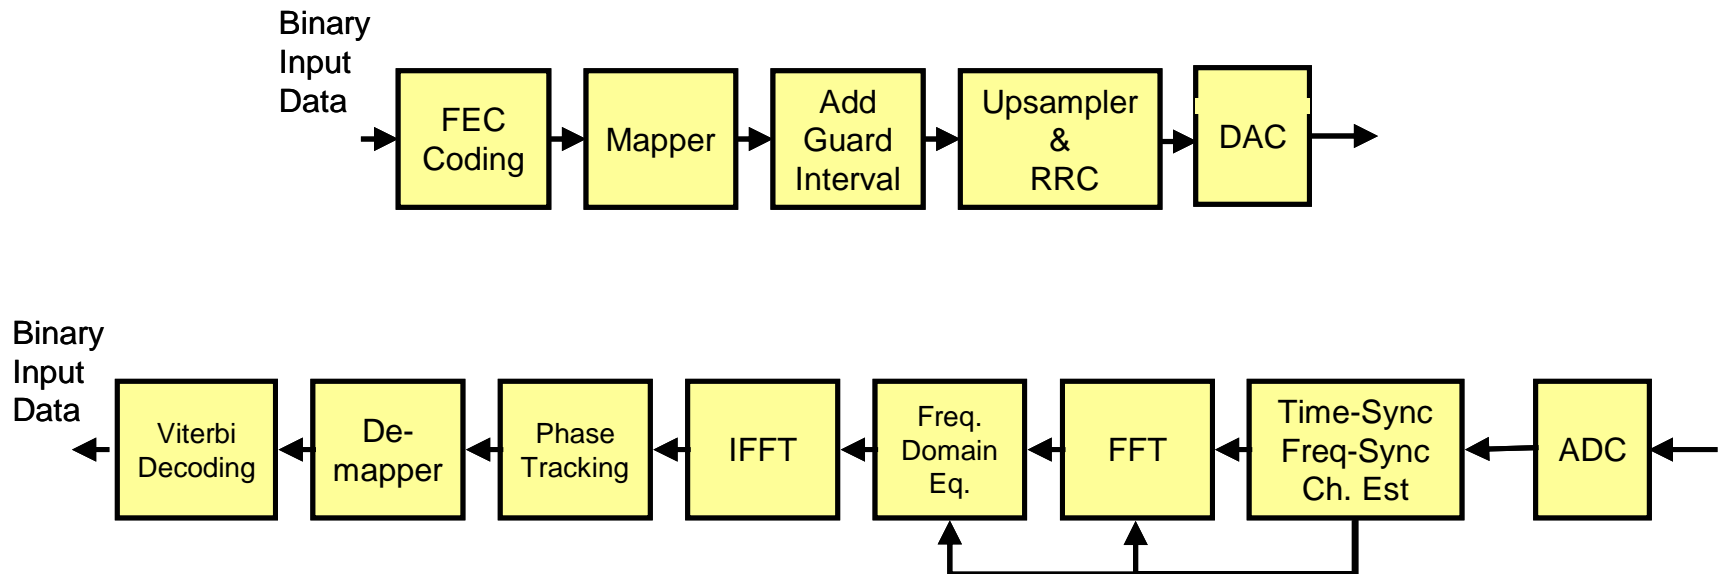 Binary
Input
Data
FEC
Coding
Mapper
Add
Guard
Interval
Upsampler
&
RRC
DAC
Binary
Input
Data
Viterbi
Decoding
De-
mapper
Phase
Tracking
IFFT
Freq.
Domain
Eq.
FFT
Time-Sync
Freq-Sync
Ch. Est
ADC